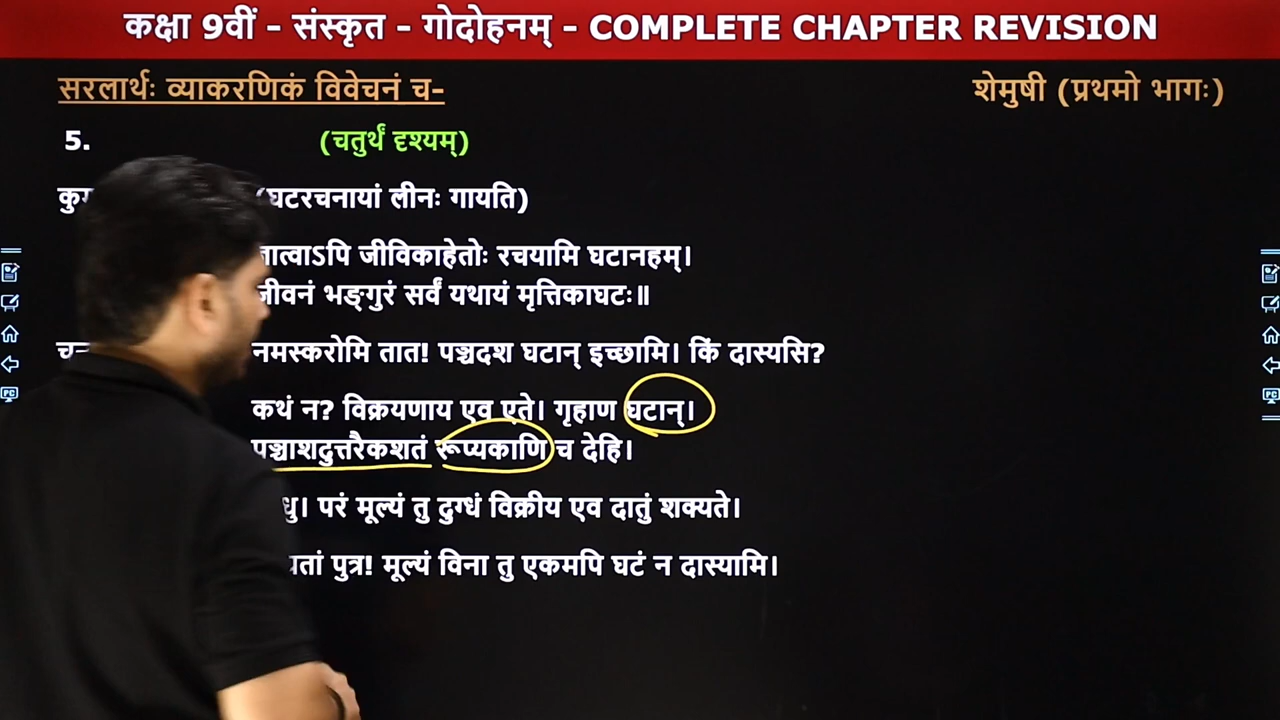 कक्षा 9वीं - संस्कृत - गोदोहनम् - COMPLETE CHAPTER REVISION
सरलार्थः व्याकरणिकं विवेचनं च- शेमुषी (प्रथमो भागः)
5. (चतुर्थं दृश्यम्)
(घटरचनायां लीनः गायति)
जीविकाहेतोः रचयामि घटानहम्।
जीवनं भङ्गुरं सर्वं यथायं मृत्तिकाघटः॥
नमस्करोमि तात! पञ्चदश घटान् इच्छामि। किं दास्यसि?
कथं न? विक्रयणाय एव एते। गृहाण घटान्।
पञ्चाशदुत्तरैकशतं रूप्यकाणि च देहि।
परं मूल्यं तु दुग्धं विक्रीय एव दातुं शक्यते।
पुत्र! मूल्यं विना तु एकमपि घटं न दास्यामि।